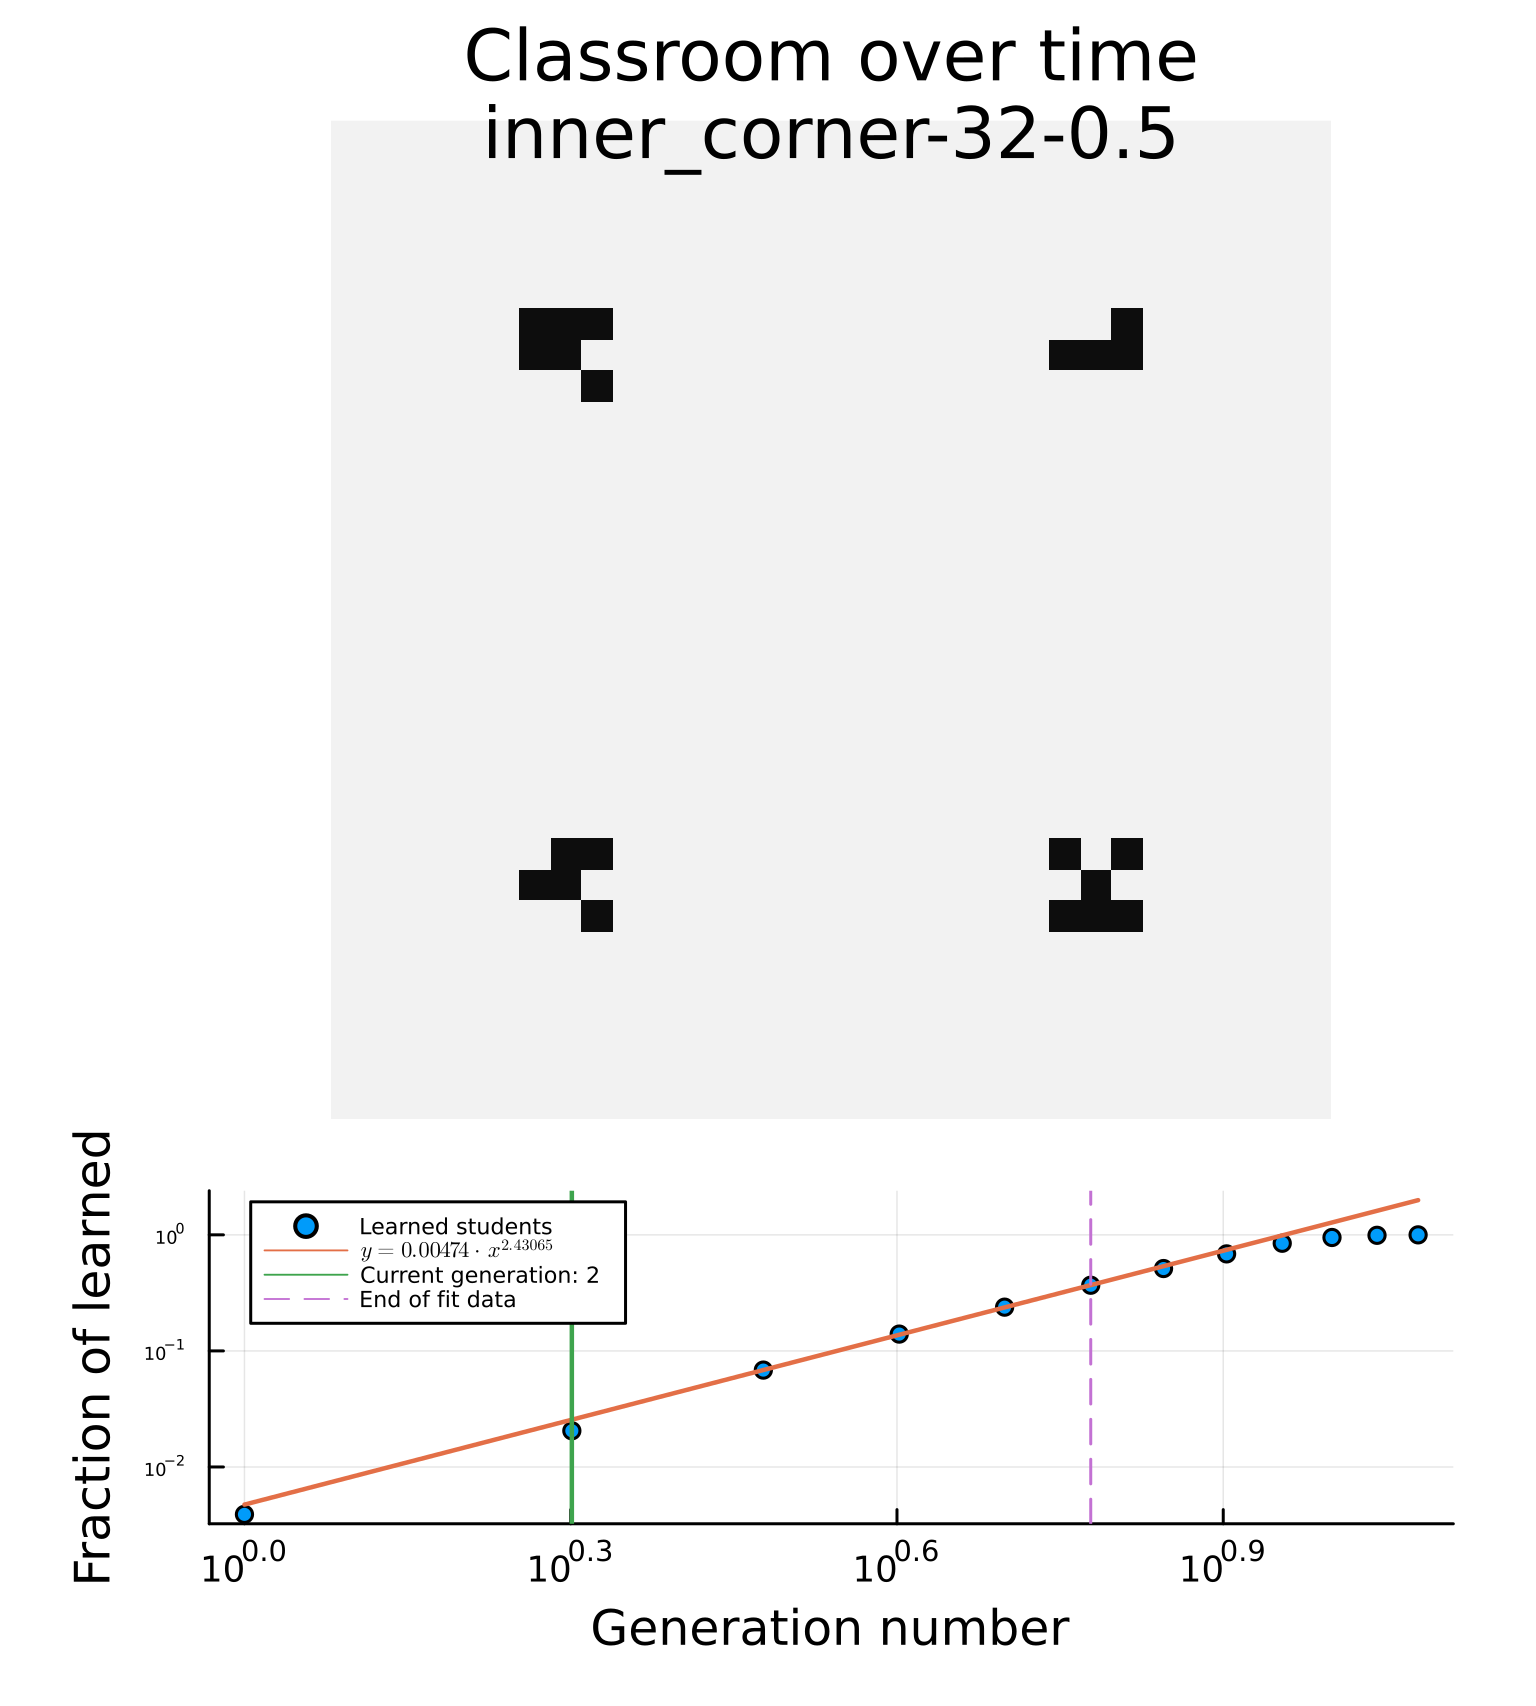 Classroom over time
inner_corner-32-0.5
Fraction of learned
10^0
10^-1
10^-2
Learned students
y = 0.00474 · x^2.43065
Current generation: 2
End of fit data
10^0.0
10^0.3
10^0.6
10^0.9
Generation number